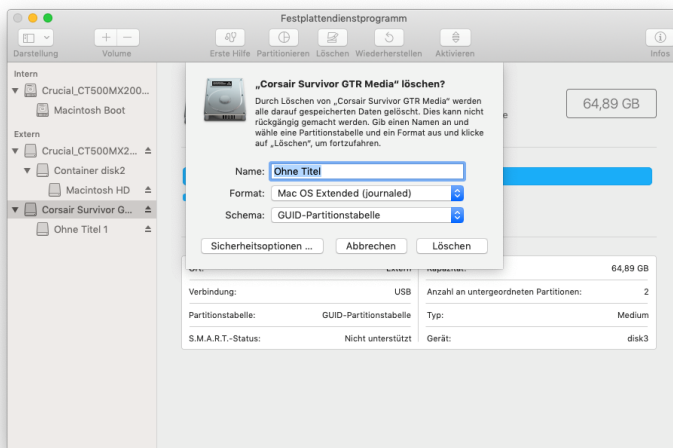 Festplattendienstprogramm
Darstellung
Volume
Erste Hilfe
Partitionieren
Löschen
Wiederherstellen
Aktivieren
Infos
Intern
Crucial_CT500MX200...
Macintosh Boot
Extern
Crucial_CT500MX2...
Container disk2
Macintosh HD
Corsair Survivor G...
Ohne Titel 1
„Corsair Survivor GTR Media“ löschen?
Durch Löschen von „Corsair Survivor GTR Media“ werden
alle darauf gespeicherten Daten gelöscht. Dies kann nicht
rückgängig gemacht werden. Gib einen Namen an und
wähle eine Partitionstabelle und ein Format aus und klicke
auf „Löschen“, um fortzufahren.
Name: Ohne Titel
Format: Mac OS Extended (journaled)
Schema: GUID-Partitionstabelle
Sicherheitsoptionen ...
Abbrechen
Löschen
64,89 GB
Ort: Extern
Kapazität: 64,89 GB
Verbindung: USB
Anzahl an untergeordneten Partitionen: 2
Partitionstabelle: GUID-Partitionstabelle
Typ: Medium
S.M.A.R.T.-Status: Nicht unterstützt
Gerät: disk3